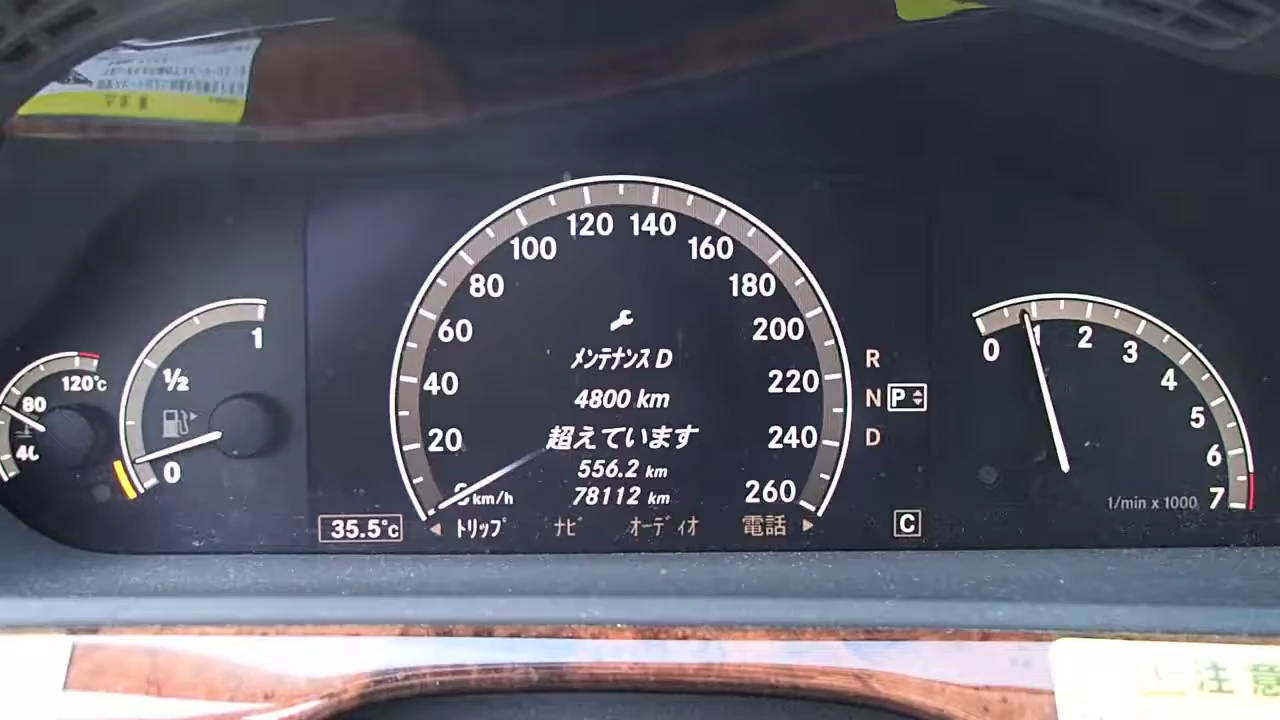 120°c
80
40
1
½
0
0
20
40
60
80
100
120
140
160
180
200
220
240
260
km/h
メンテナンス D
4800 km
超えています
556.2 km
78112 km
35.5°c
◀ トリップ ナビ オーディオ 電話 ▶
R
N P
D
C
0
1
2
3
4
5
6
7
1/min x 1000
注意